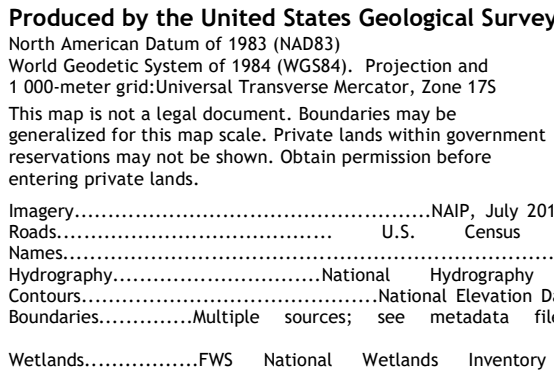 Produced by the United States Geological Survey
North American Datum of 1983 (NAD83)
World Geodetic System of 1984 (WGS84). Projection and
1 000-meter grid:Universal Transverse Mercator, Zone 17S
This map is not a legal document. Boundaries may be
generalized for this map scale. Private lands within government
reservations may not be shown. Obtain permission before
entering private lands.
Imagery.................................................NAIP, July
Roads.................................. U.S. Census
Names....................................................................
Hydrography.............................National Hydrography
Contours.........................................National Elevation
Boundaries..............Multiple sources; see metadata
Wetlands................FWS National Wetlands Inventory